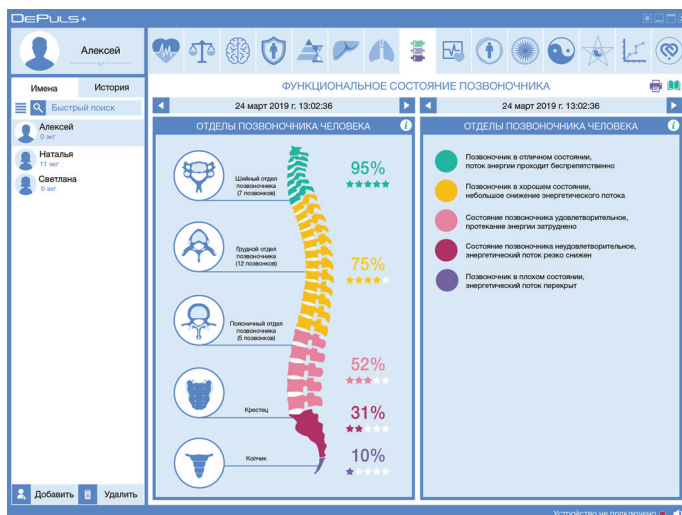 DEPULS+
Алексей
Имена
История
Быстрый поиск
Алексей
0 экг
Наталья
11 экг
Светлана
0 экг
Добавить
Удалить
ФУНКЦИОНАЛЬНОЕ СОСТОЯНИЕ ПОЗВОНОЧНИКА
24 март 2019 г. 13:02:36
ОТДЕЛЫ ПОЗВОНОЧНИКА ЧЕЛОВЕКА
Шейный отдел
позвоночника
(7 позвонков)
95%
Грудной отдел
позвоночника
(12 позвонков)
75%
Поясничный отдел
позвоночника
(5 позвонков)
52%
Крестец
31%
Копчик
10%
24 март 2019 г. 13:02:36
ОТДЕЛЫ ПОЗВОНОЧНИКА ЧЕЛОВЕКА
Позвоночник в отличном состоянии,
поток энергии проходит беспрепятственно
Позвоночник в хорошем состоянии,
небольшое снижение энергетического потока
Состояние позвоночника удовлетворительное,
протекание энергии затруднено
Состояние позвоночника неудовлетворительное,
энергетический поток резко снижен
Позвоночник в плохом состоянии,
энергетический поток перекрыт
Устройство не подключено